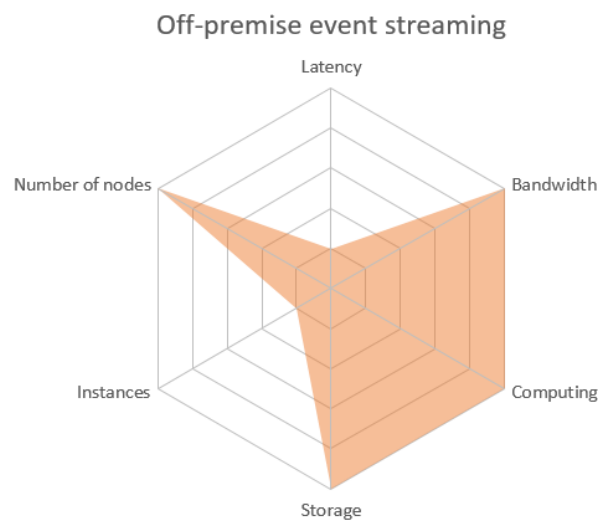 Off-premise event streaming
Latency
Number of nodes
Bandwidth
Instances
Computing
Storage